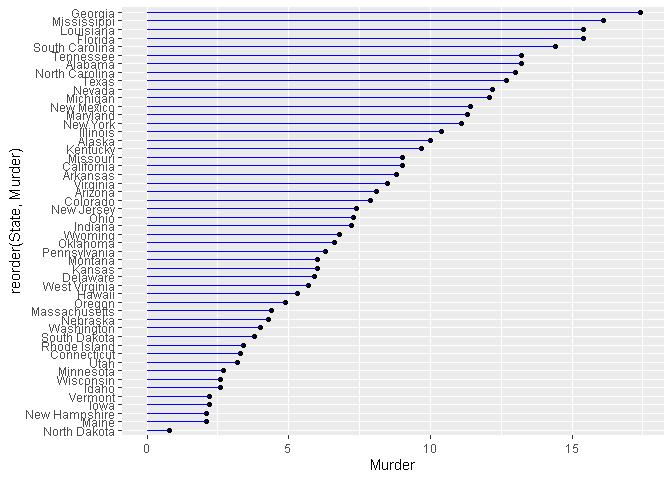 Georgia
Mississippi
Louisiana
Florida
South Carolina
Tennessee
Alabama
North Carolina
Texas
Nevada
Michigan
New Mexico
Maryland
New York
Illinois
Alaska
Kentucky
Missouri
California
Arkansas
Virginia
Arizona
Colorado
New Jersey
Ohio
Indiana
Wyoming
Oklahoma
Pennsylvania
Montana
Kansas
Delaware
West Virginia
Hawaii
Oregon
Massachusetts
Nebraska
Washington
South Dakota
Rhode Island
Connecticut
Utah
Minnesota
Wisconsin
Idaho
Vermont
Iowa
New Hampshire
Maine
North Dakota
reorder(State, Murder)
0 5 10 15
Murder